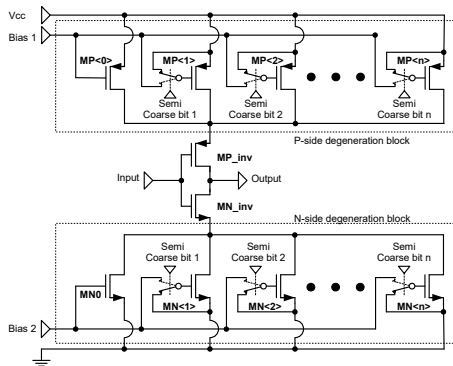 Vcc
Bias 1
MP<0>
MP<1>
MP<2>
MP<n>
Semi
Coarse bit 1
Semi
Coarse bit 2
Semi
Coarse bit n
P-side degeneration block
MP_inv
Input
Output
MN_inv
N-side degeneration block
Semi
Coarse bit 1
Semi
Coarse bit 2
Semi
Coarse bit n
MN0
MN<1>
MN<2>
MN<n>
Bias 2